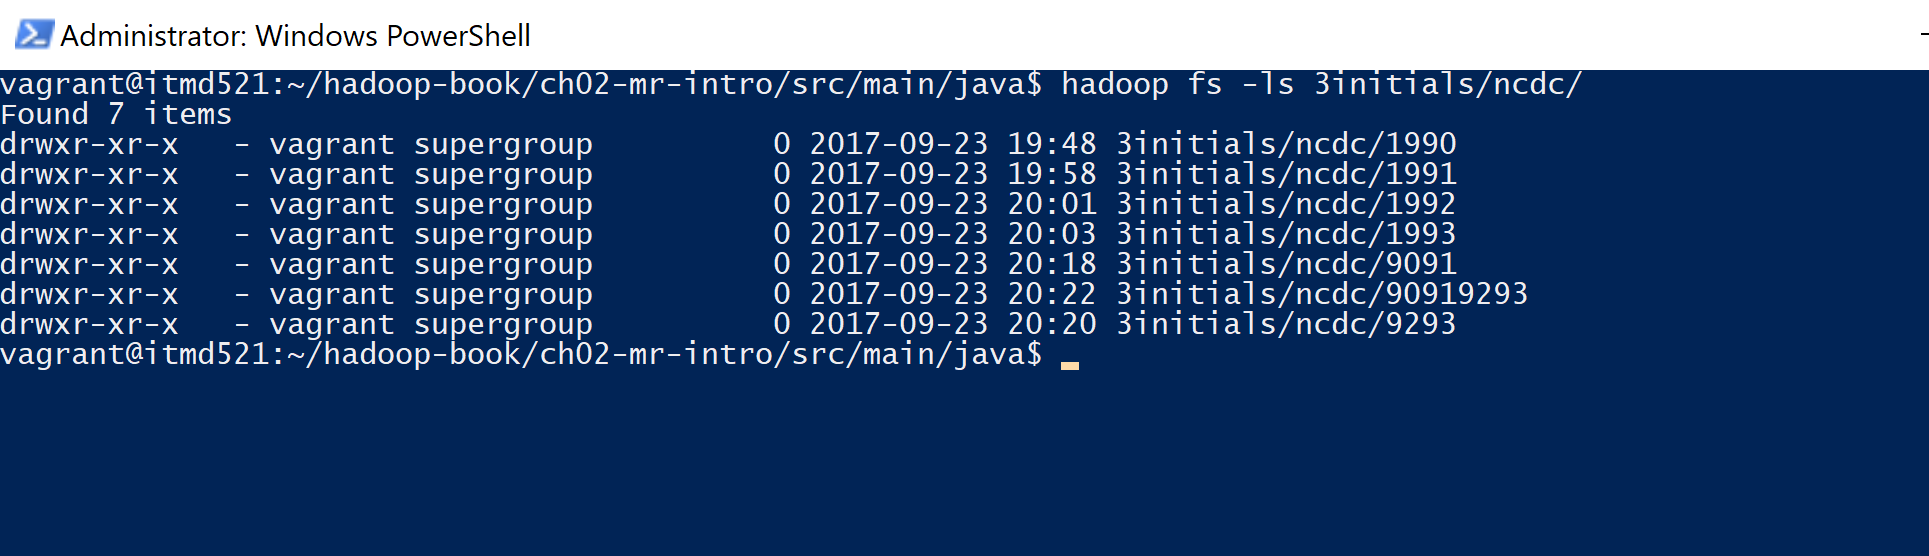 Administrator: Windows PowerShell
vagrant@itmd521:~/hadoop-book/ch02-mr-intro/src/main/java$ hadoop fs -ls 3initials/ncdc/
Found 7 items
drwxr-xr-x   - vagrant supergroup          0 2017-09-23 19:48 3initials/ncdc/1990
drwxr-xr-x   - vagrant supergroup          0 2017-09-23 19:58 3initials/ncdc/1991
drwxr-xr-x   - vagrant supergroup          0 2017-09-23 20:01 3initials/ncdc/1992
drwxr-xr-x   - vagrant supergroup          0 2017-09-23 20:03 3initials/ncdc/1993
drwxr-xr-x   - vagrant supergroup          0 2017-09-23 20:18 3initials/ncdc/9091
drwxr-xr-x   - vagrant supergroup          0 2017-09-23 20:22 3initials/ncdc/90919293
drwxr-xr-x   - vagrant supergroup          0 2017-09-23 20:20 3initials/ncdc/9293
vagrant@itmd521:~/hadoop-book/ch02-mr-intro/src/main/java$